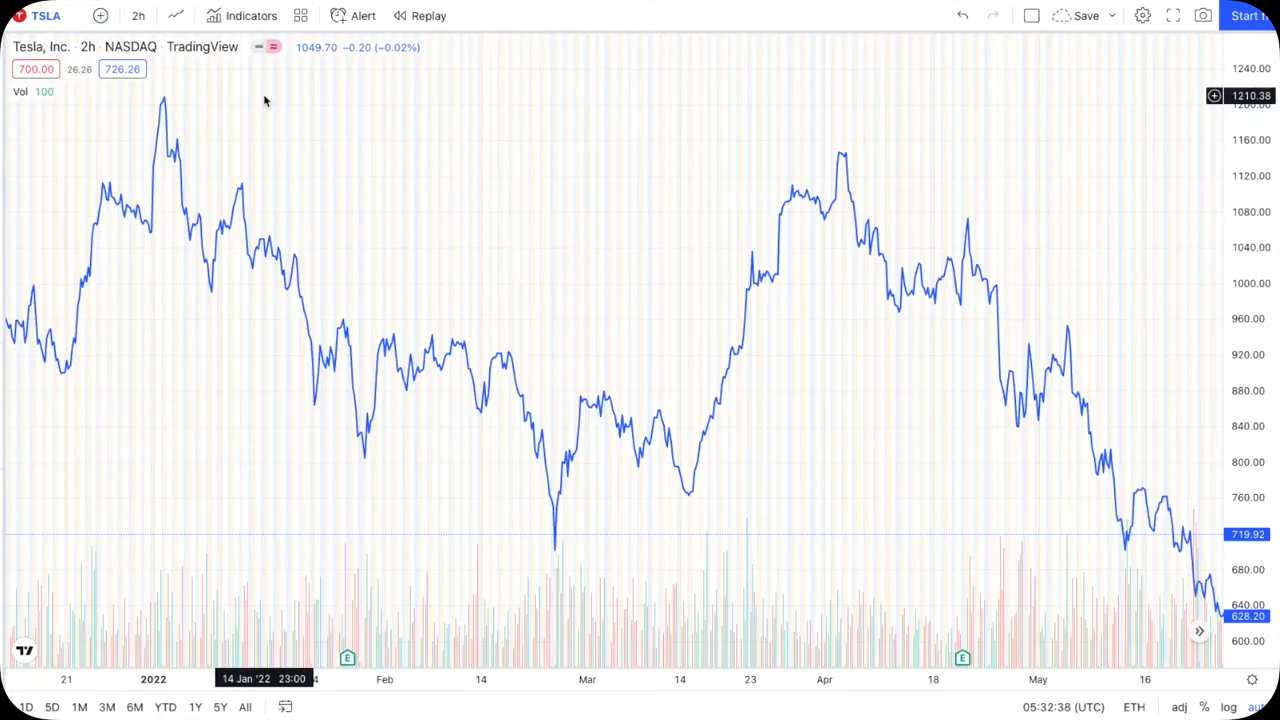 TSLA 2h Indicators Alert Replay Save Start
Tesla, Inc. · 2h · NASDAQ · TradingView 1049.70 −0.20 (−0.02%)
700.00 26.26 726.26
Vol 100
1240.00
1210.38
1200.00
1160.00
1120.00
1080.00
1040.00
1000.00
960.00
920.00
880.00
840.00
800.00
760.00
719.92
680.00
640.00
628.20
600.00
E E
21 2022 14 Jan '22 23:00 4 Feb 14 Mar 14 23 Apr 18 May 16
1D 5D 1M 3M 6M YTD 1Y 5Y All 05:32:38 (UTC) ETH adj % log